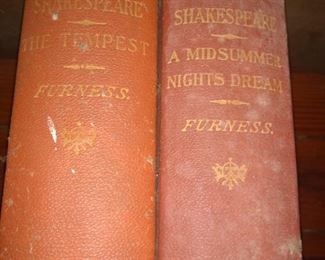 SHAKESPEARE
THE TEMPEST
FURNESS.
SHAKESPEARE
A MIDSUMMER
NIGHTS DREAM
FURNESS.